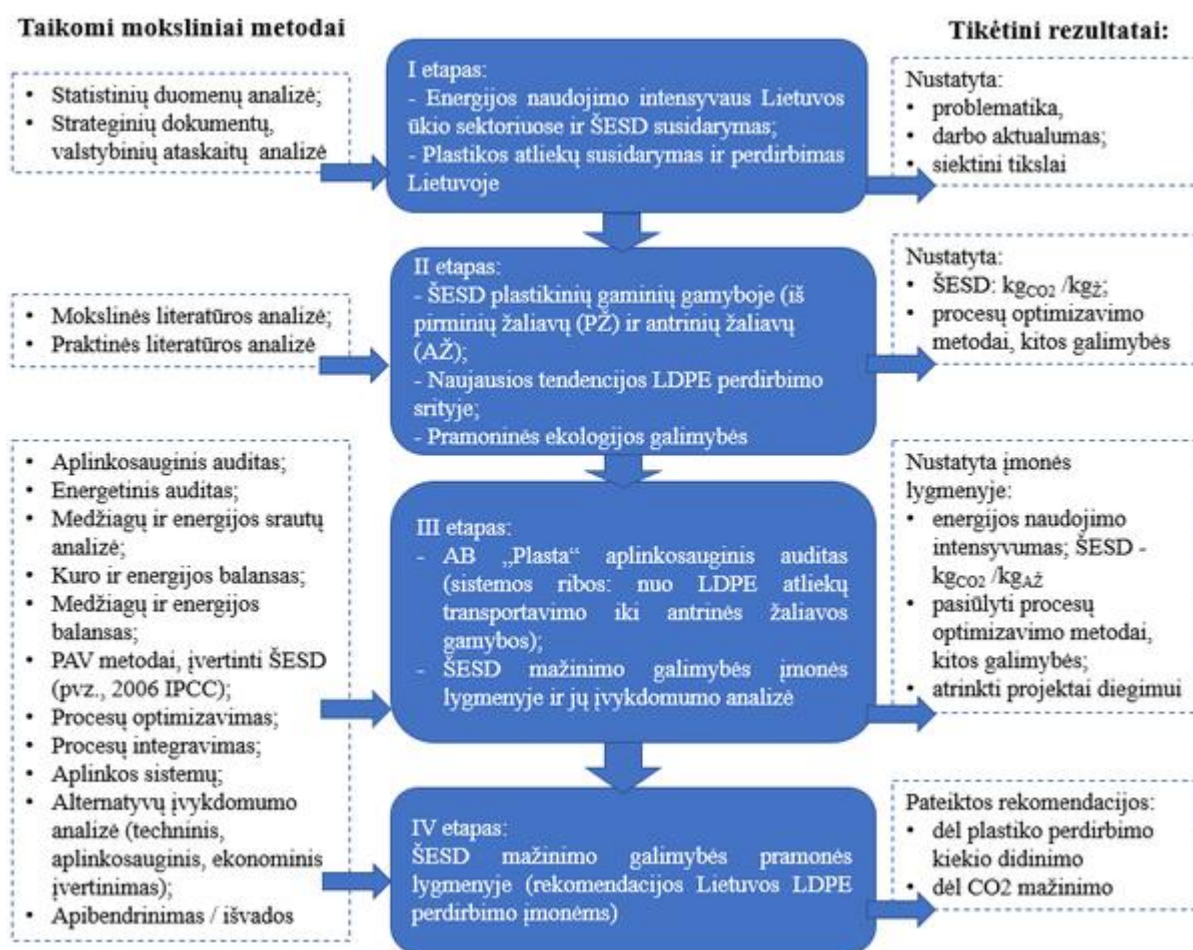 Taikomi moksliniai metodai
Tikėtini rezultatai:
• Statistinių duomenų analizė;
• Strateginių dokumentų,
valstybinių ataskaitų analizė
I etapas:
- Energijos naudojimo intensyvaus Lietuvos
ūkio sektoriuose ir ŠESD susidarymas;
- Plastikos atliekų susidarymas ir perdirbimas
Lietuvoje
Nustatyta:
• problematika,
• darbo aktualumas;
• siektini tikslai
• Mokslinės literatūros analizė;
• Praktinės literatūros analizė
II etapas:
- ŠESD plastikinių gaminių gamyboje (iš
pirminių žaliavų (PŽ) ir antrinių žaliavų
(AŽ);
- Naujausios tendencijos LDPE perdirbimo
srityje;
- Pramoninės ekologijos galimybės
Nustatyta:
• ŠESD: kgCO2 /kgŽ;
• procesų optimizavimo
metodai, kitos galimybės
• Aplinkosauginis auditas;
• Energetinis auditas;
• Medžiagų ir energijos srautų
analizė;
• Kuro ir energijos balansas;
• Medžiagų ir energijos
balansas;
• PAV metodai, įvertinti ŠESD
(pvz., 2006 IPCC);
• Procesų optimizavimas;
• Procesų integravimas;
• Aplinkos sistemų;
• Alternatyvų įvykdomumo
analizė (techninis,
aplinkosauginis, ekonominis
įvertinimas);
• Apibendrinimas / išvados
III etapas:
- AB „Plasta“ aplinkosauginis auditas
(sistemos ribos: nuo LDPE atliekų
transportavimo iki antrinės žaliavos
gamybos);
- ŠESD mažinimo galimybės įmonės
lygmenyje ir jų įvykdomumo analizė
Nustatyta įmonės
lygmenyje:
• energijos naudojimo
intensyvumas; ŠESD -
kgCO2 /kgAŽ
• pasiūlyti procesų
optimizavimo metodai,
kitos galimybės;
• atrinkti projektai diegimui
IV etapas:
ŠESD mažinimo galimybės pramonės
lygmenyje (rekomendacijos Lietuvos LDPE
perdirbimo įmonėms)
Pateiktos rekomendacijos:
• dėl plastiko perdirbimo
kiekio didinimo
• dėl CO2 mažinimo